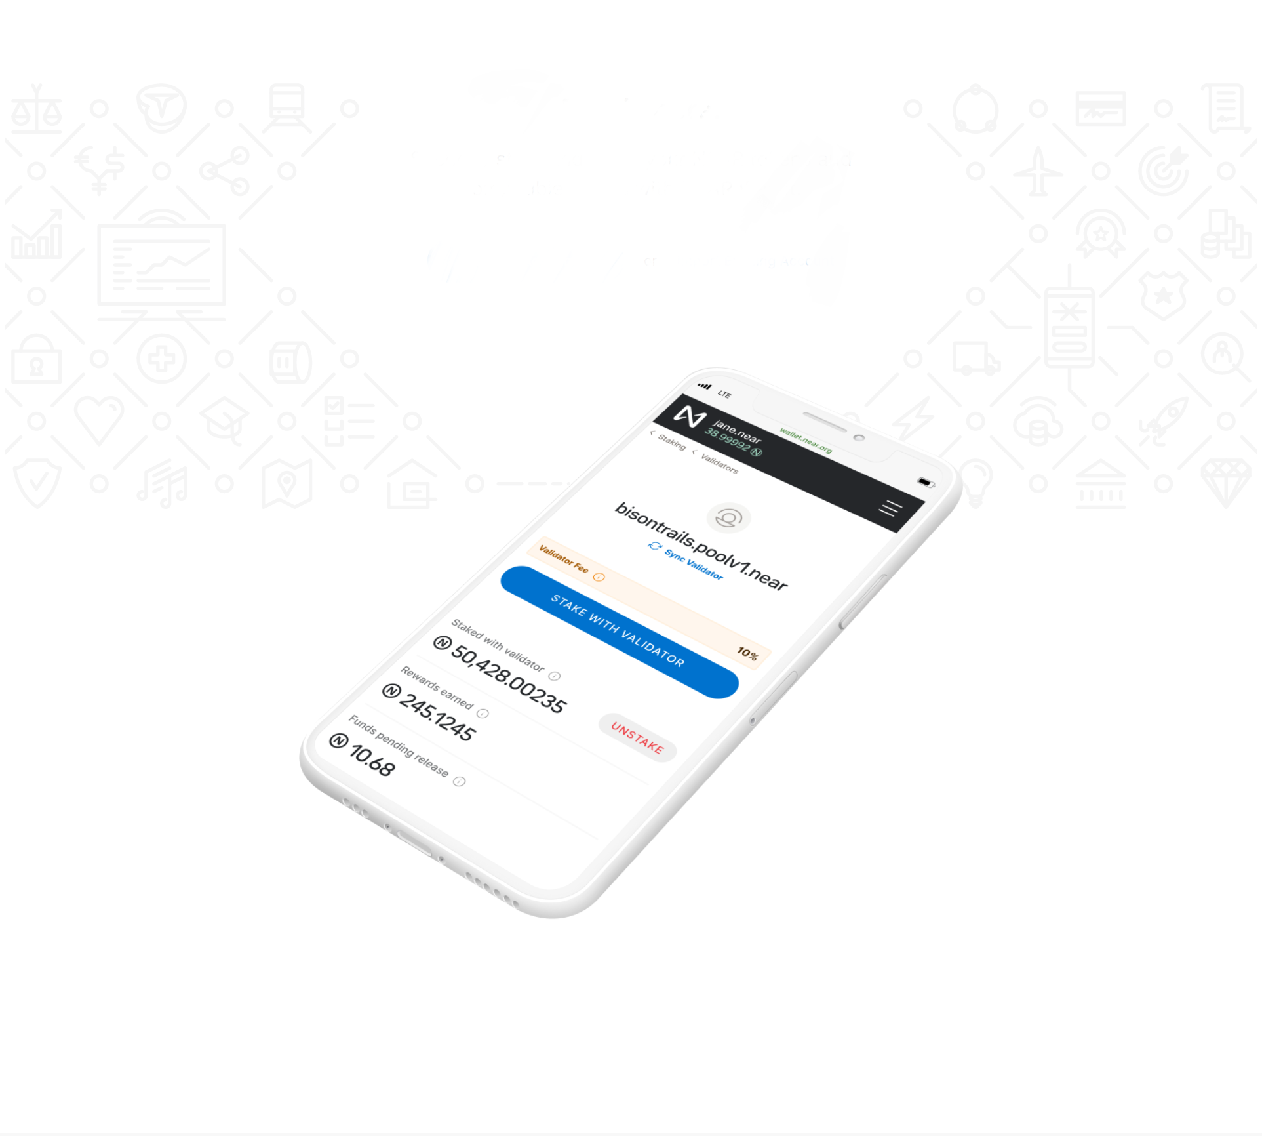 LTE
wallet.near.org
jane.near
38.99992
Staking
Validators
bisontrails.poolv1.near
Sync Validator
Validator Fee
10%
STAKE WITH VALIDATOR
Staked with validator
50,428.00235
UNSTAKE
Rewards earned
245.1245
Funds pending release
10.68